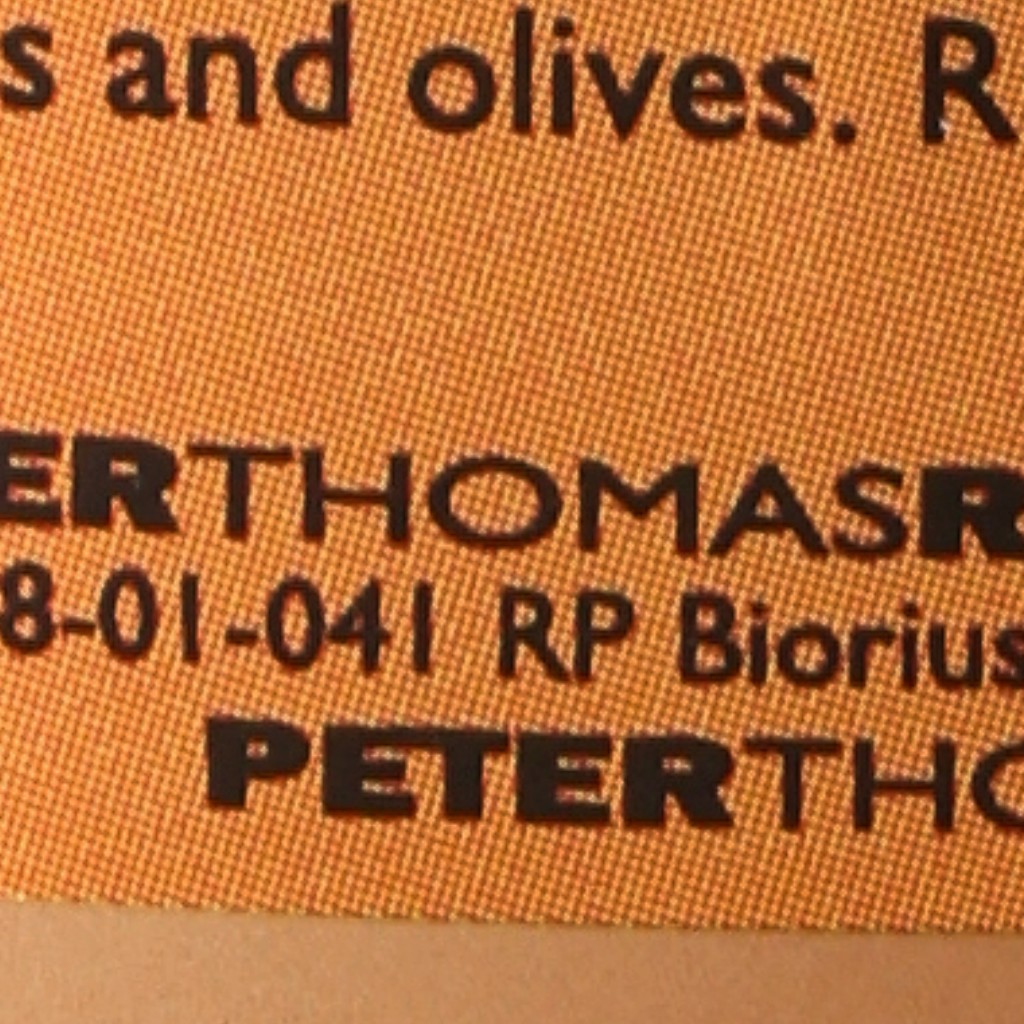 s and olives. R
ERTHOMASR
8-01-041 RP Biorius
PETERTHO